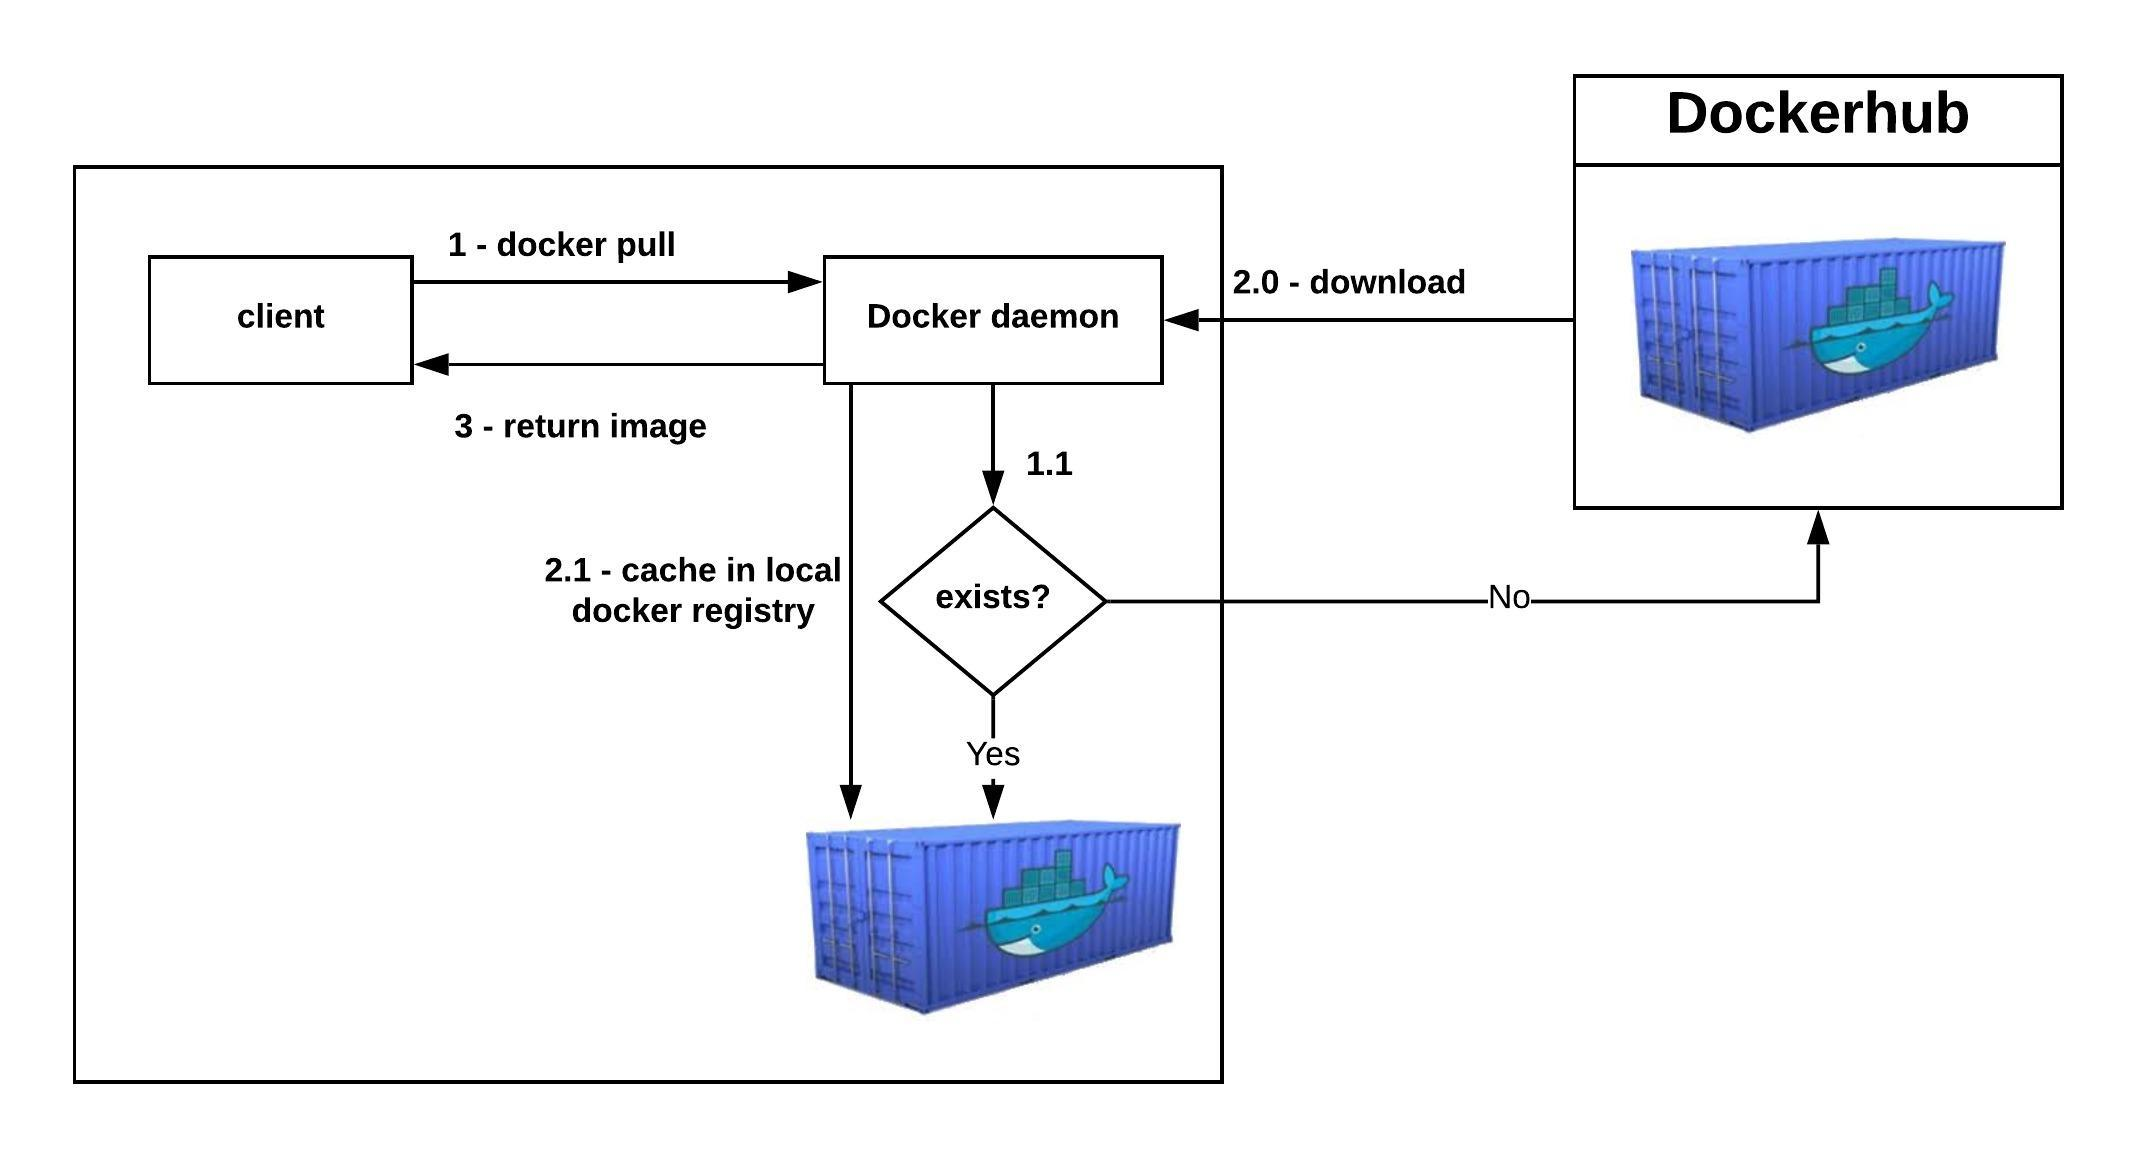 Dockerhub
1 - docker pull
client
Docker daemon
2.0 - download
3 - return image
1.1
2.1 - cache in local
docker registry
exists?
No
Yes